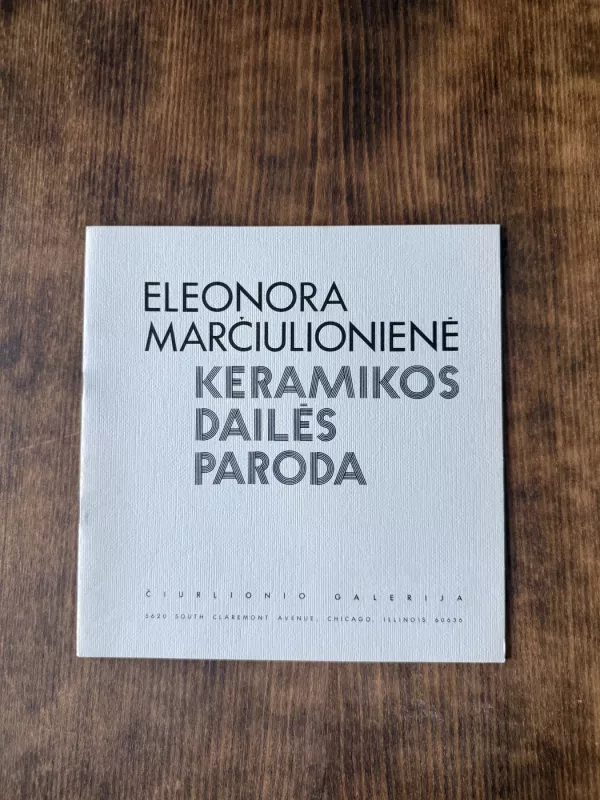 ELEONORA
MARČIULIONIENĖ
KERAMIKOS
DAILĖS
PARODA
ČIURLIONIO GALERIJA
5620 SOUTH CLAREMONT AVENUE, CHICAGO, ILLINOIS 60636